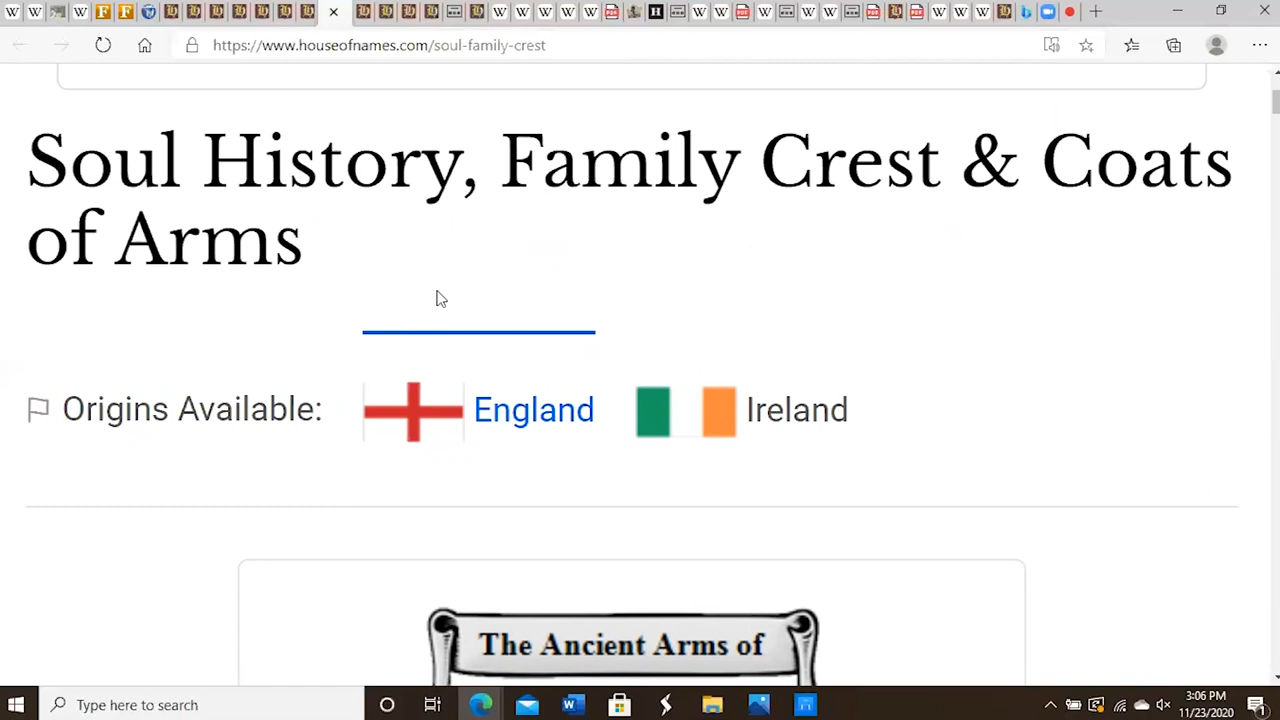 https://www.houseofnames.com/soul-family-crest
Soul History, Family Crest & Coats
of Arms
Origins Available:
England
Ireland
The Ancient Arms of
Type here to search
3:06 PM
11/23/2020